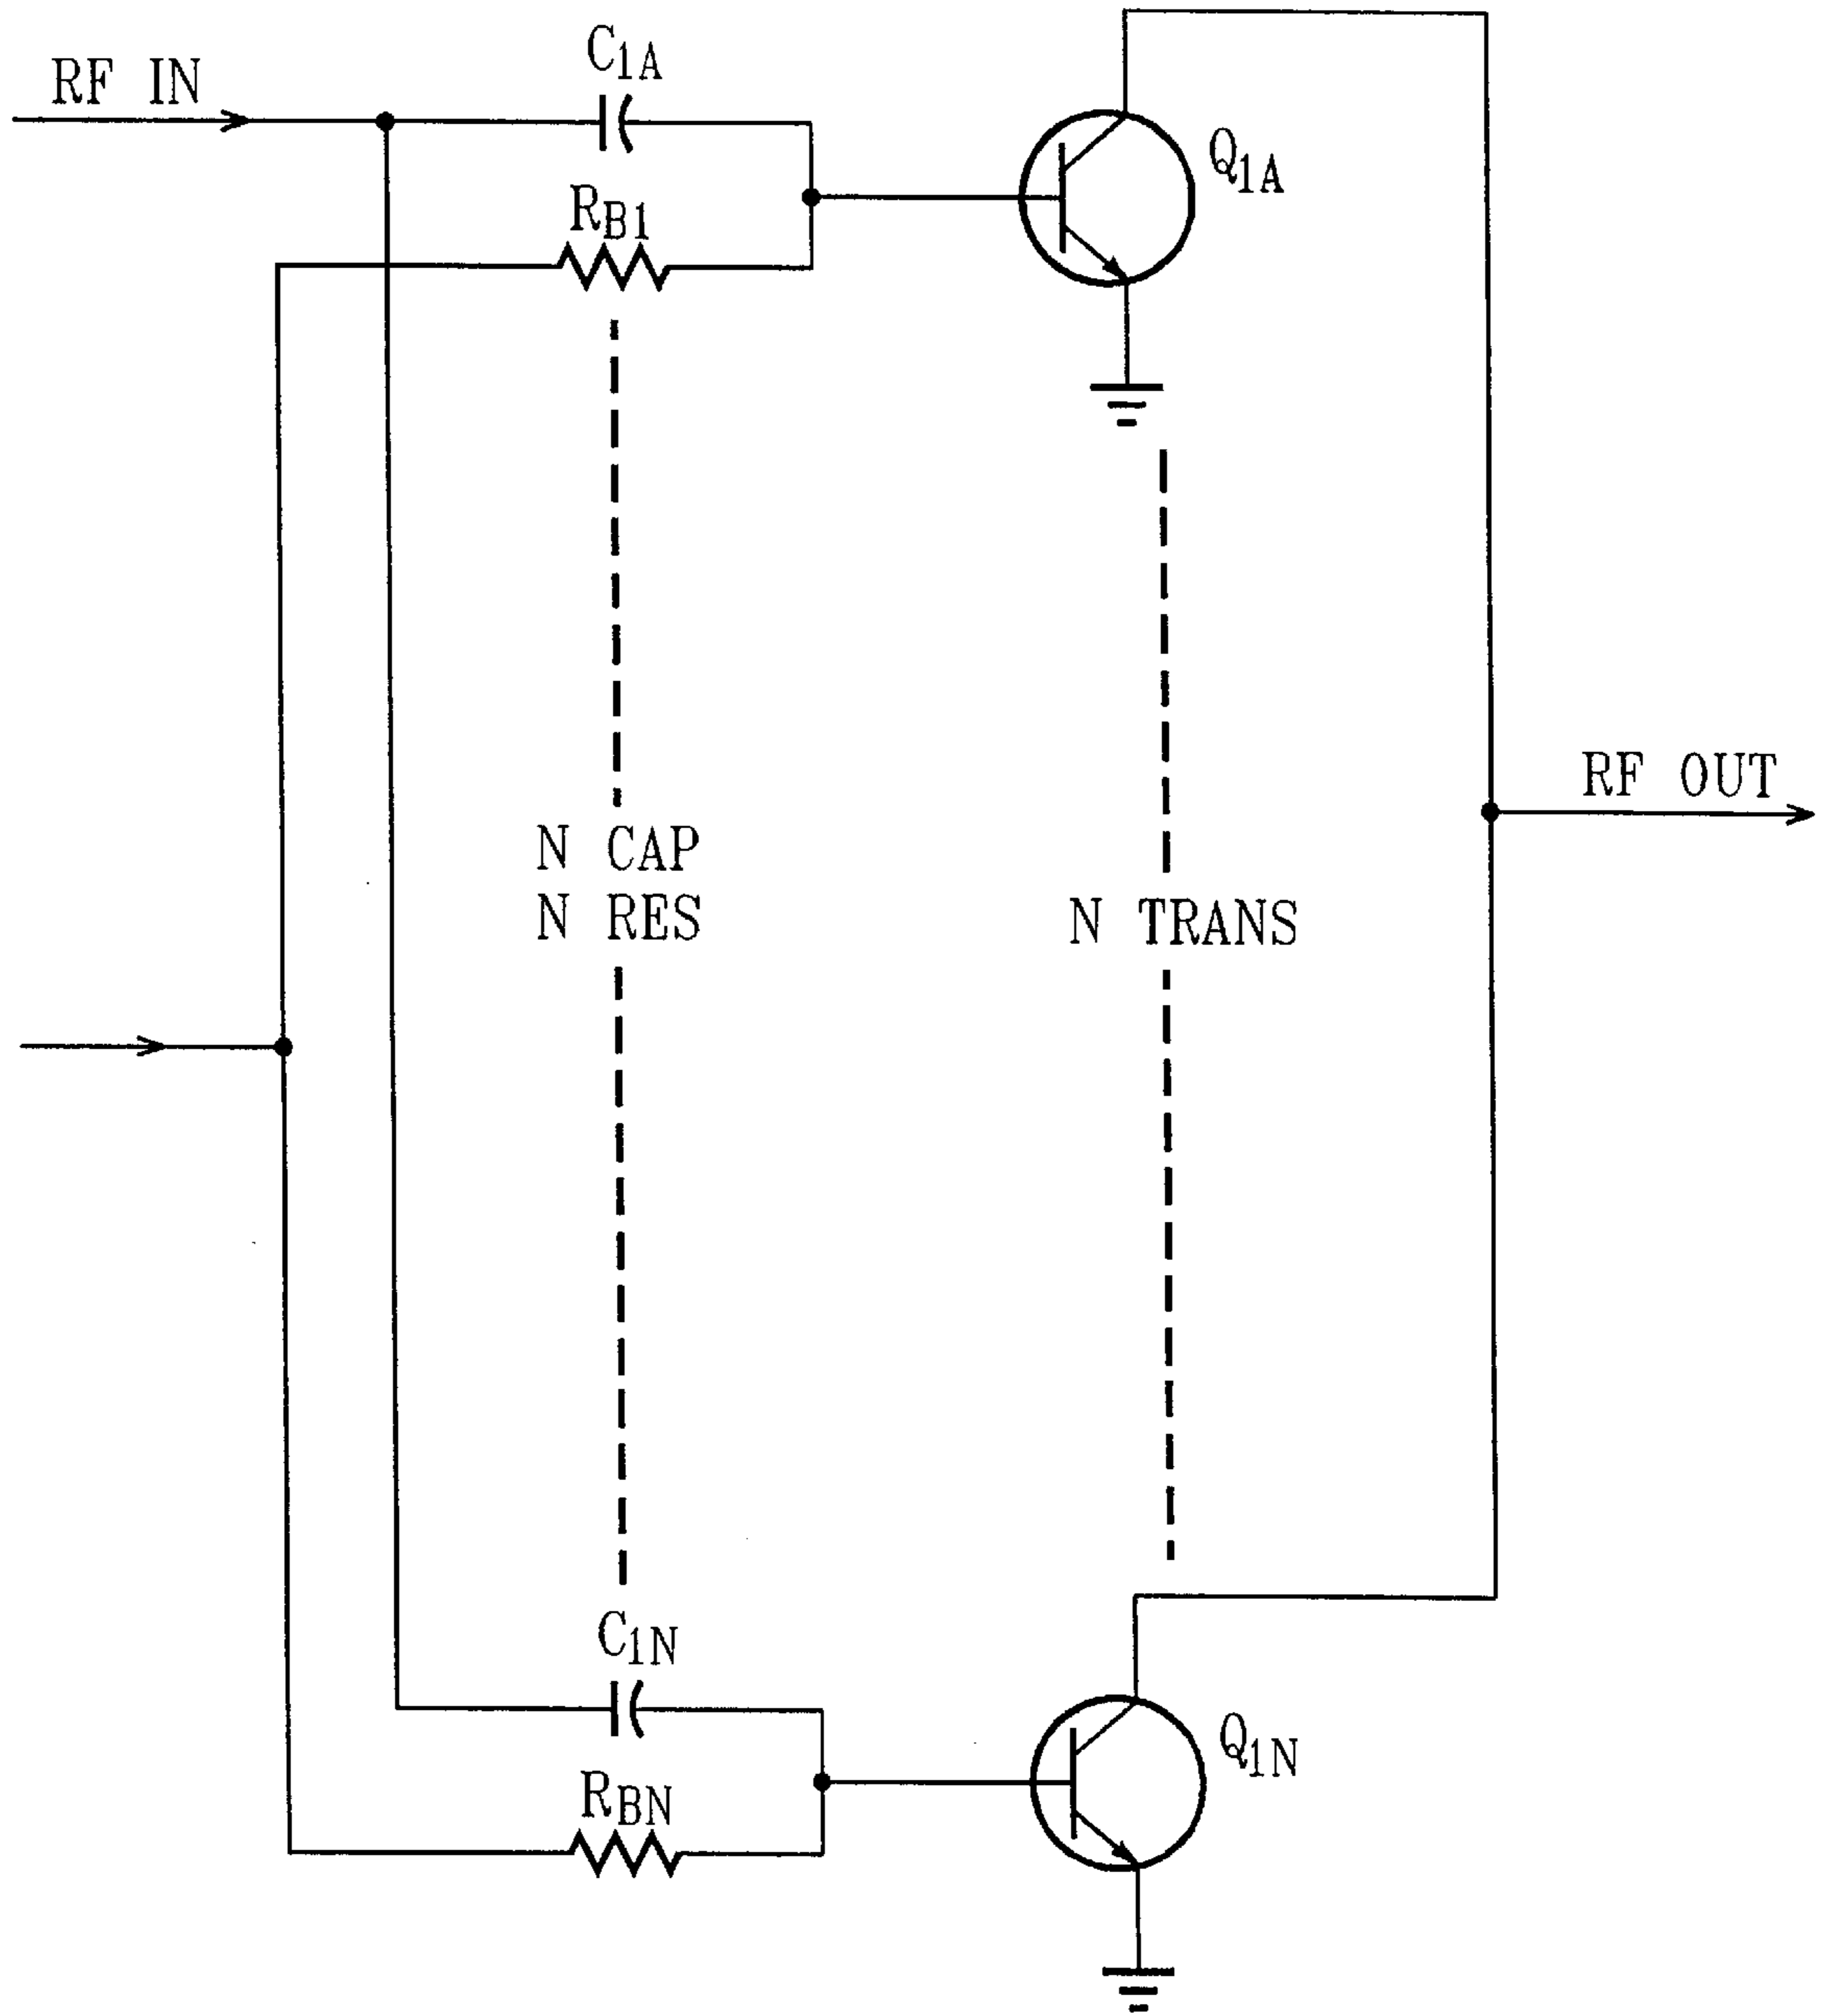 RF IN
C1A
Q1A
RB1
RF OUT
N CAP
N RES
N TRANS
C1N
Q1N
RBN